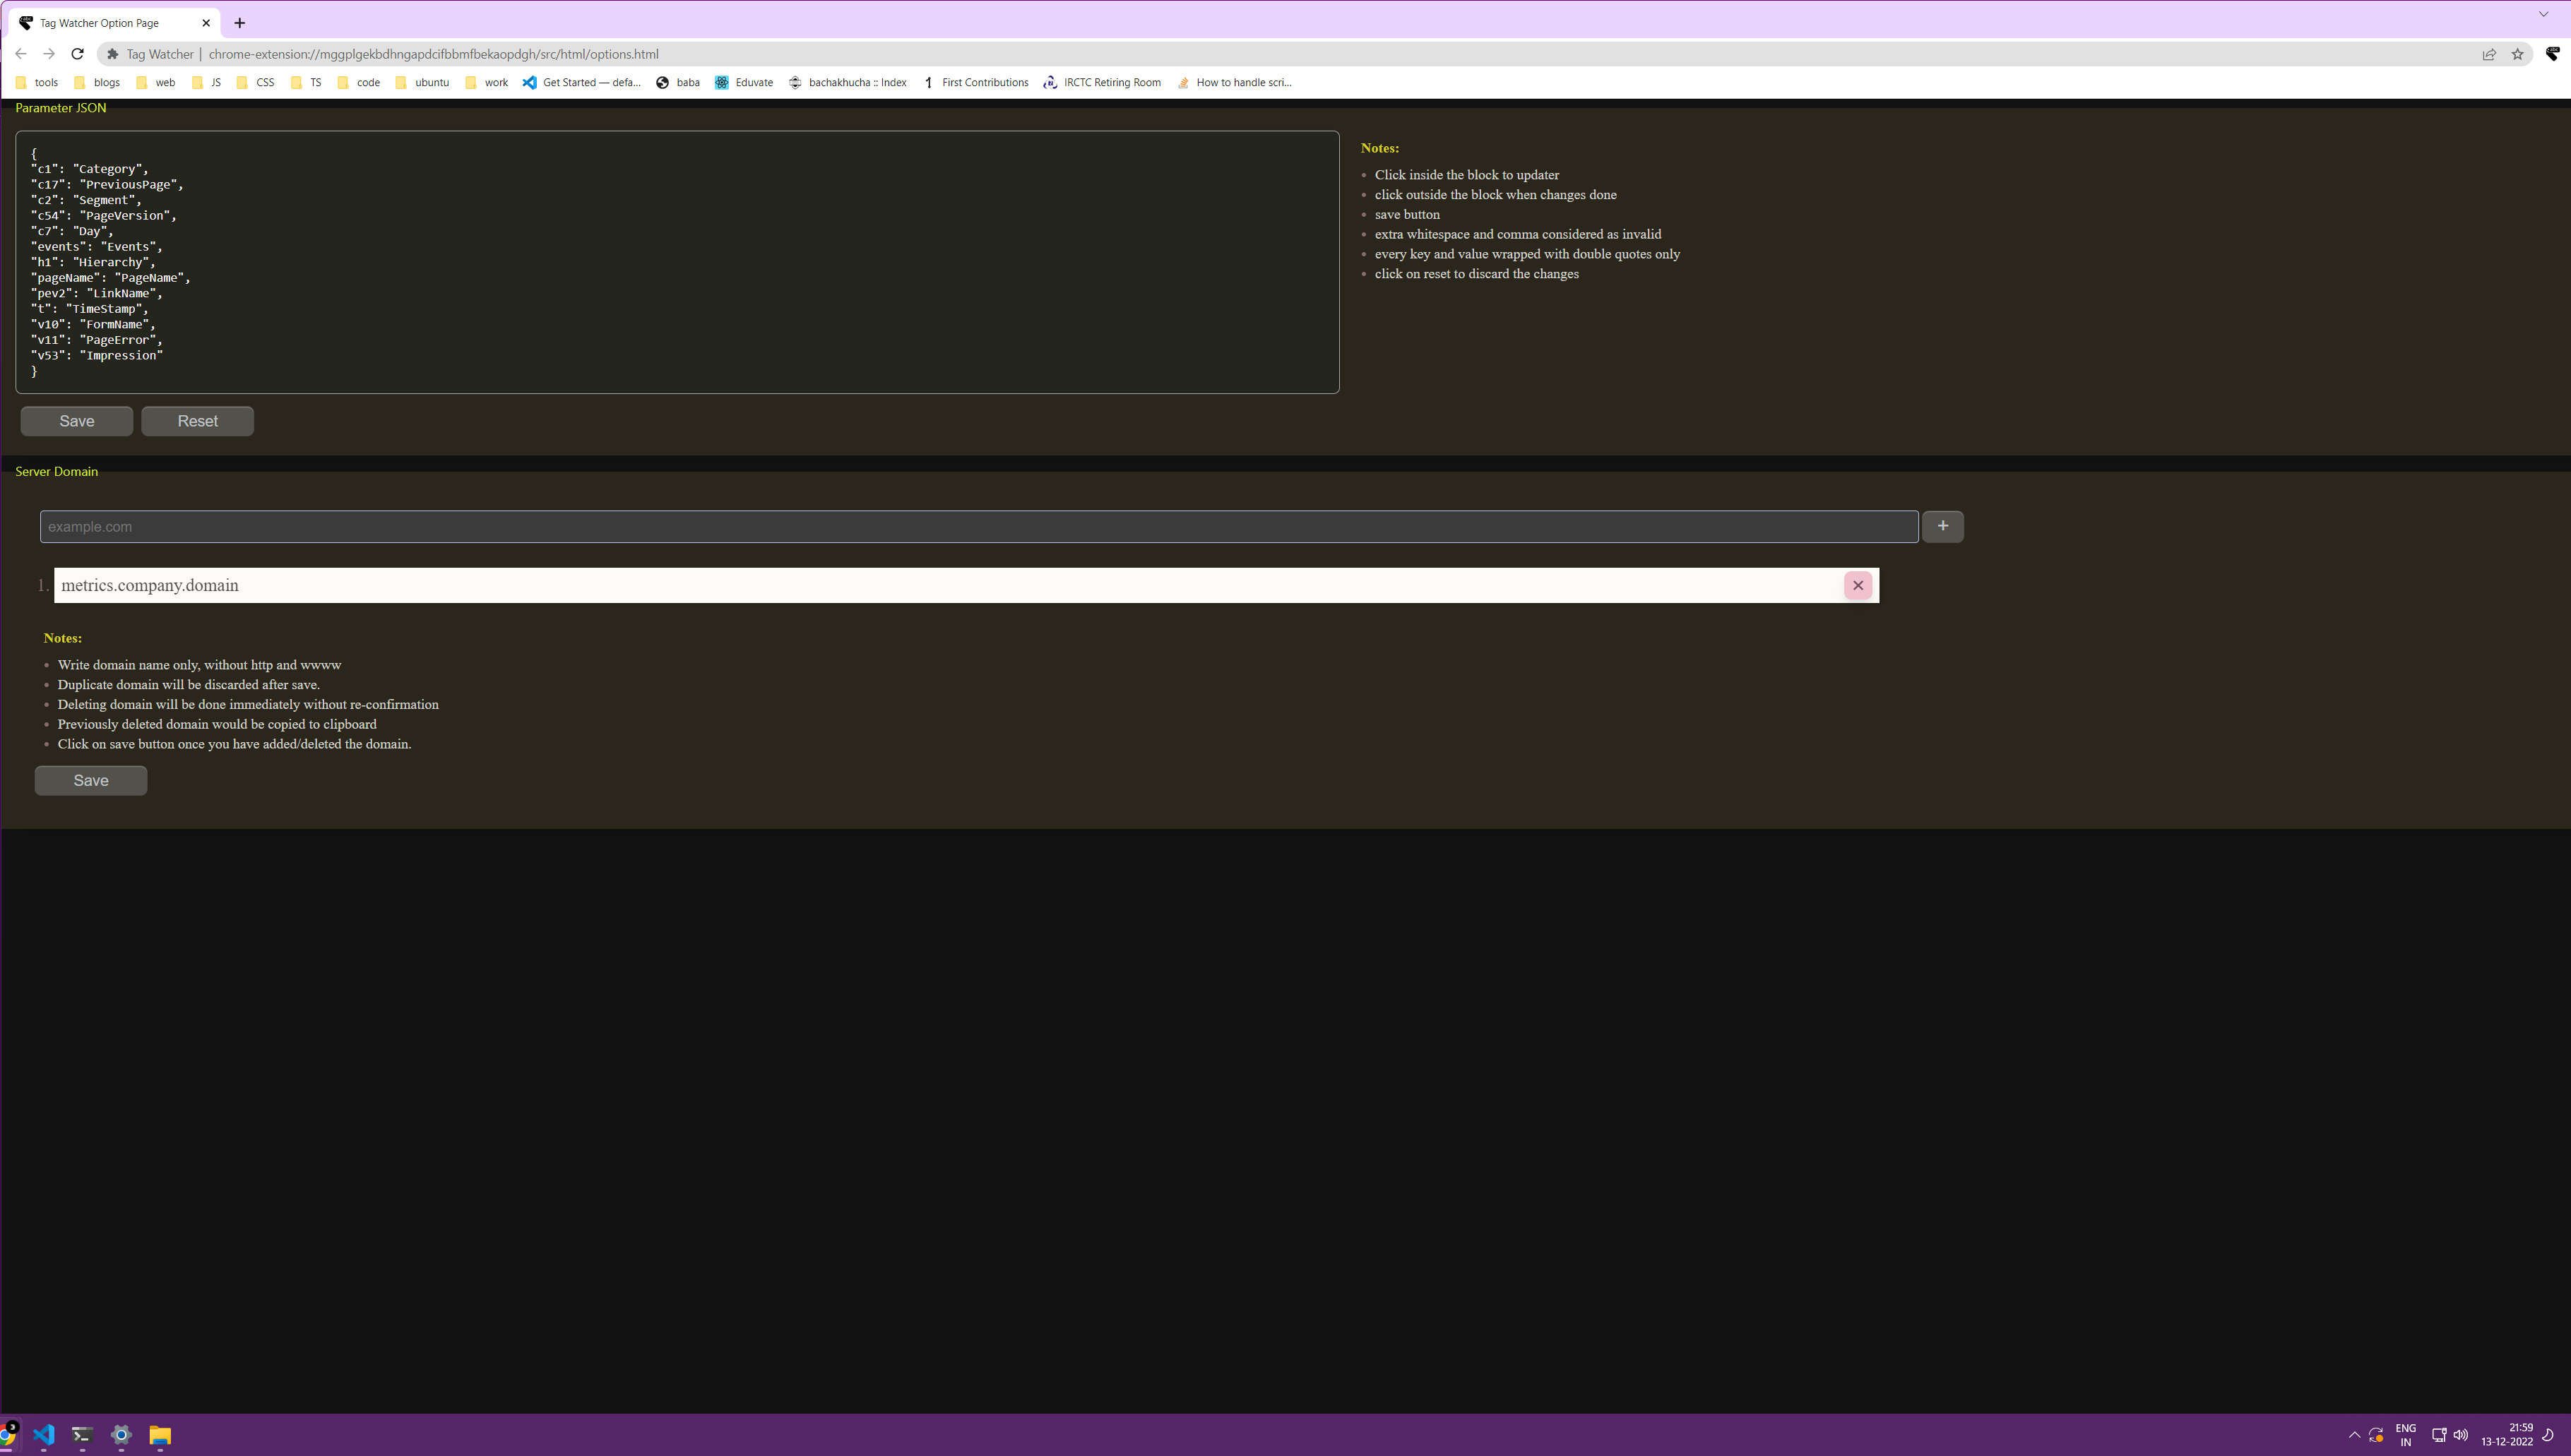 Tag Watcher Option Page
Tag Watcher | chrome-extension://mggplgekbdhngapdcifbbmfbekaopdgh/src/html/options.html
tools blogs web JS CSS TS code ubuntu work Get Started — defa... baba Eduvate bachakhucha :: Index First Contributions IRCTC Retiring Room How to handle scri...
Parameter JSON
{
"c1": "Category",
"c17": "PreviousPage",
"c2": "Segment",
"c54": "PageVersion",
"c7": "Day",
"events": "Events",
"h1": "Hierarchy",
"pageName": "PageName",
"pev2": "LinkName",
"t": "TimeStamp",
"v10": "FormName",
"v11": "PageError",
"v53": "Impression"
}
Notes:
Click inside the block to updater
click outside the block when changes done
save button
extra whitespace and comma considered as invalid
every key and value wrapped with double quotes only
click on reset to discard the changes
Save Reset
Server Domain
example.com +
1. metrics.company.domain
Notes:
Write domain name only, without http and wwww
Duplicate domain will be discarded after save.
Deleting domain will be done immediately without re-confirmation
Previously deleted domain would be copied to clipboard
Click on save button once you have added/deleted the domain.
Save
ENG
IN
21:59
13-12-2022